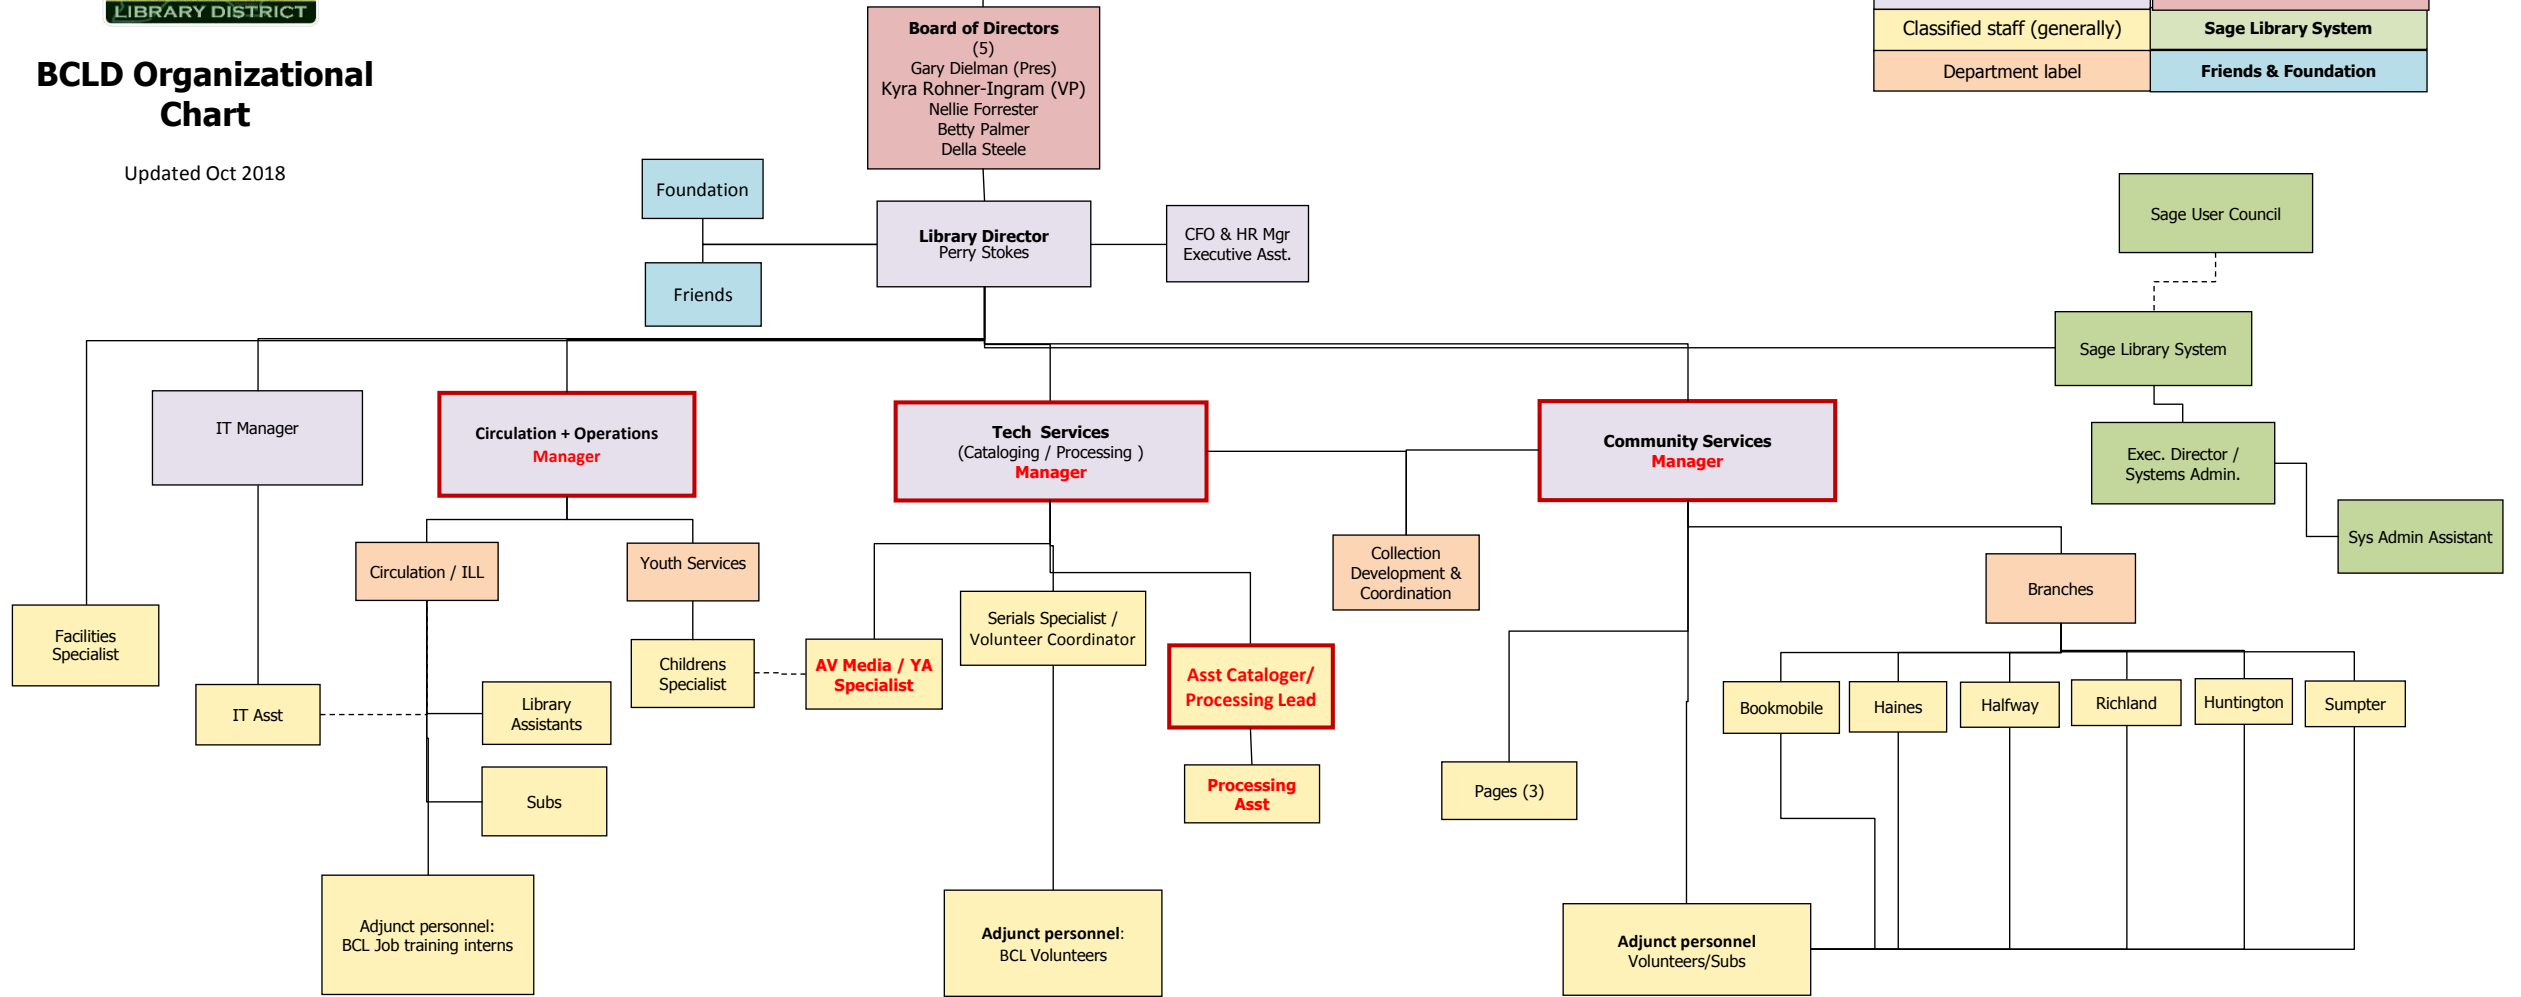 LIBRARY DISTRICT
BCLD Organizational
Chart
Updated Oct 2018
Board of Directors
(5)
Gary Dielman (Pres)
Kyra Rohner-Ingram (VP)
Nellie Forrester
Betty Palmer
Della Steele
Classified staff (generally)
Sage Library System
Department label
Friends & Foundation
Foundation
Friends
Library Director
Perry Stokes
CFO & HR Mgr
Executive Asst.
Sage User Council
Sage Library System
Exec. Director /
Systems Admin.
Sys Admin Assistant
IT Manager
Circulation + Operations
Manager
Tech Services
(Cataloging / Processing )
Manager
Community Services
Manager
Circulation / ILL
Youth Services
Collection
Development &
Coordination
Branches
Facilities
Specialist
IT Asst
Library
Assistants
Subs
Childrens
Specialist
AV Media / YA
Specialist
Serials Specialist /
Volunteer Coordinator
Asst Cataloger/
Processing Lead
Processing
Asst
Pages (3)
Bookmobile
Haines
Halfway
Richland
Huntington
Sumpter
Adjunct personnel:
BCL Job training interns
Adjunct personnel:
BCL Volunteers
Adjunct personnel
Volunteers/Subs